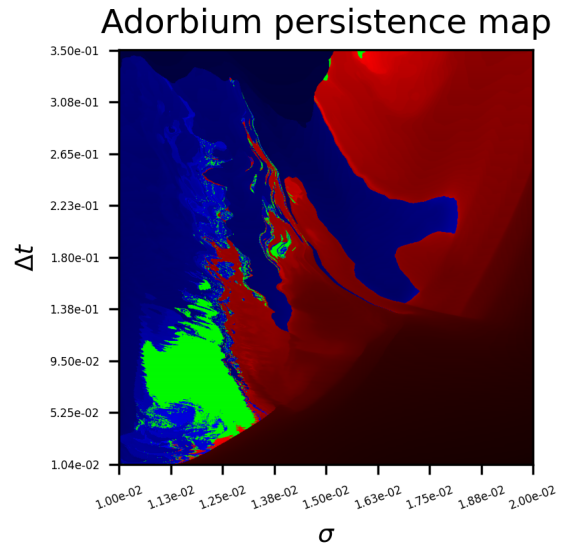 Adorbium persistence map
3.50e-01
3.08e-01
2.65e-01
2.23e-01
1.80e-01
1.38e-01
9.50e-02
5.25e-02
1.04e-02
Δt
1.00e-02 1.13e-02 1.25e-02 1.38e-02 1.50e-02 1.63e-02 1.75e-02 1.88e-02 2.00e-02
σ